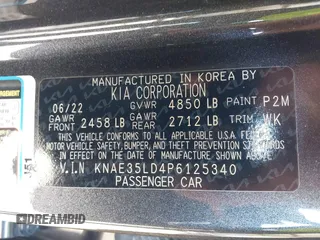 MANUFACTURED IN KOREA BY
KIA CORPORATION
06/22 GVWR 4850 LB PAINT P2M
GAWR FRONT 2458 LB GAWR REAR 2712 LB TRIM WK
THIS VEHICLE CONFORMS TO ALL APPLICABLE U.S.A. FEDERAL
MOTOR VEHICLE SAFETY, BUMPER, AND THEFT PREVENTION STANDARDS
IN EFFECT ON THE DATE OF MANUFACTURE SHOWN ABOVE.
V.I.N KNAE35LD4P6125340
PASSENGER CAR
DREAMBID